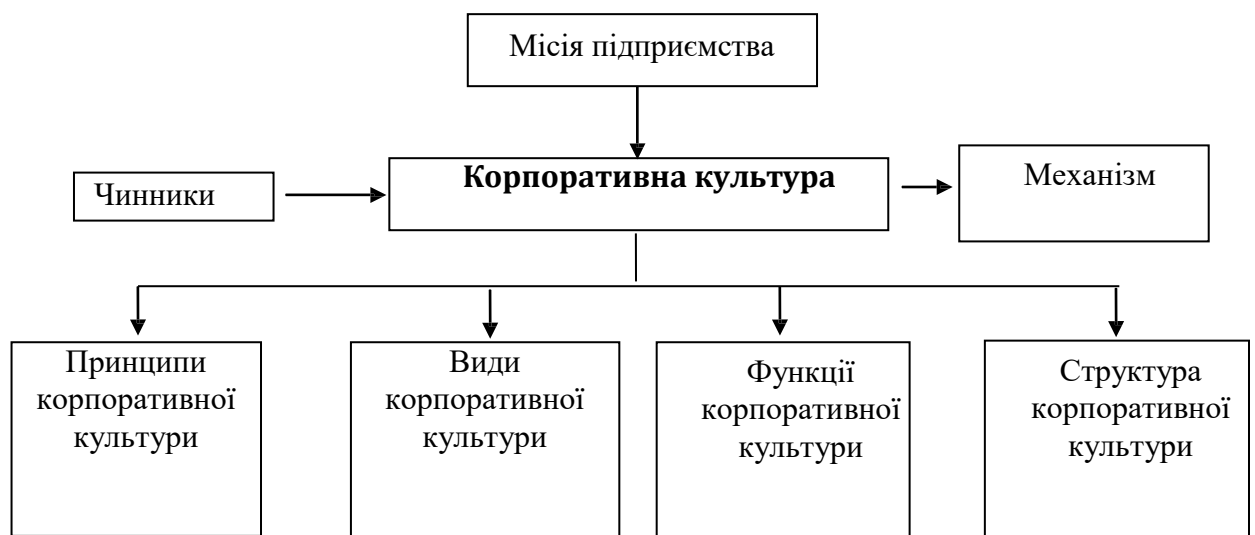 Місія підприємства
Чинники
Корпоративна культура
Механізм
Принципи
корпоративної
культури
Види
корпоративної
культури
Функції
корпоративної
культури
Структура
корпоративної
культури